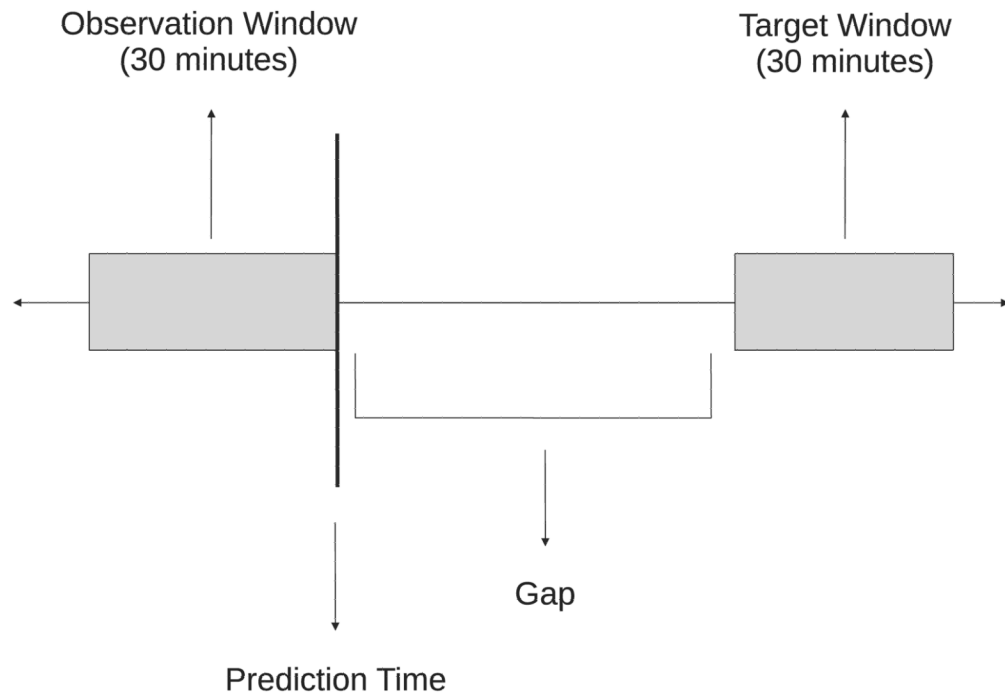 Observation Window
(30 minutes)
Target Window
(30 minutes)
Gap
Prediction Time